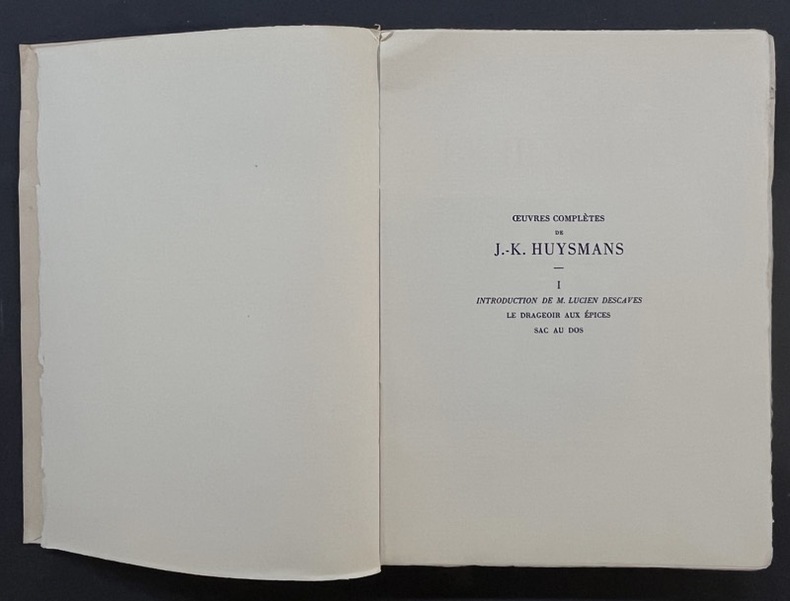 ŒUVRES COMPLÈTES
DE
J.-K. HUYSMANS
I
INTRODUCTION DE M. LUCIEN DESCAVES
LE DRAGEOIR AUX ÉPICES
SAC AU DOS